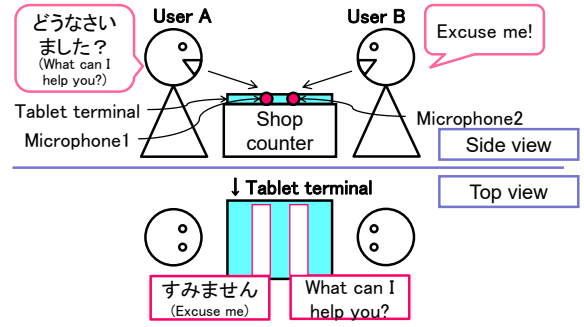 User A
User B
どうなさい
ました？
(What can I
help you?)
Excuse me!
Tablet terminal
Microphone1
Shop
counter
Microphone2
Side view
↓Tablet terminal
Top view
すみません
(Excuse me)
What can I
help you?